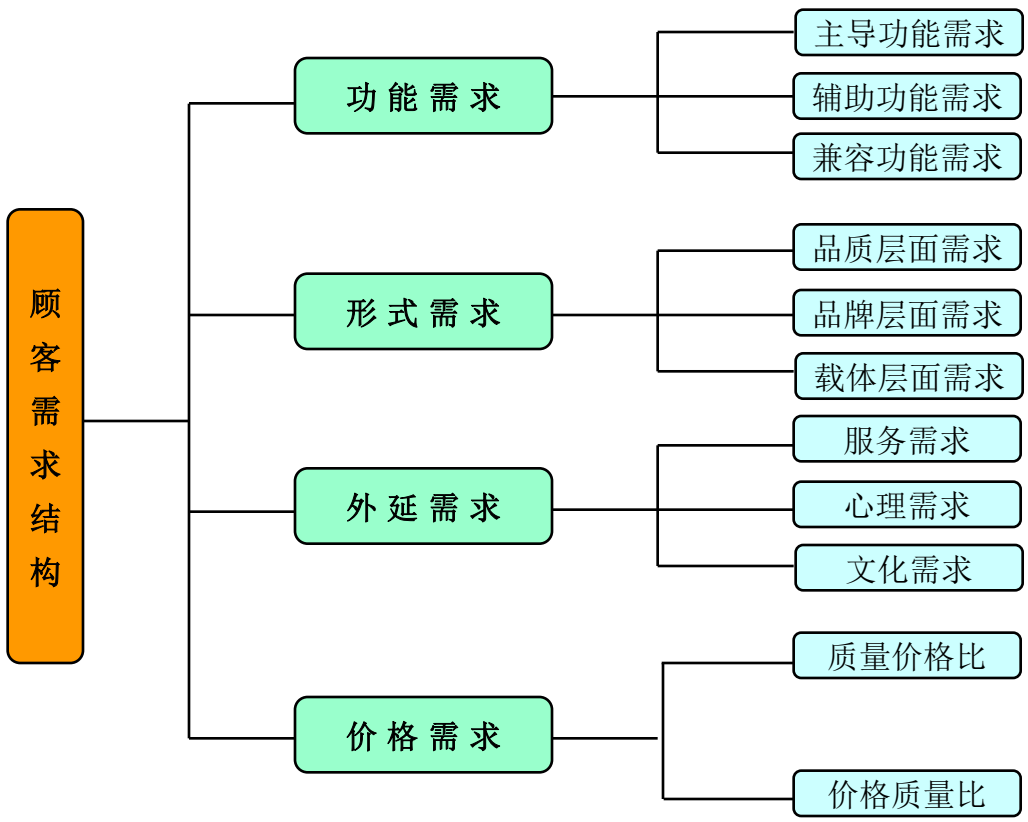 顾客需求结构
功能需求
主导功能需求
辅助功能需求
兼容功能需求
形式需求
品质层面需求
品牌层面需求
载体层面需求
外延需求
服务需求
心理需求
文化需求
价格需求
质量价格比
价格质量比